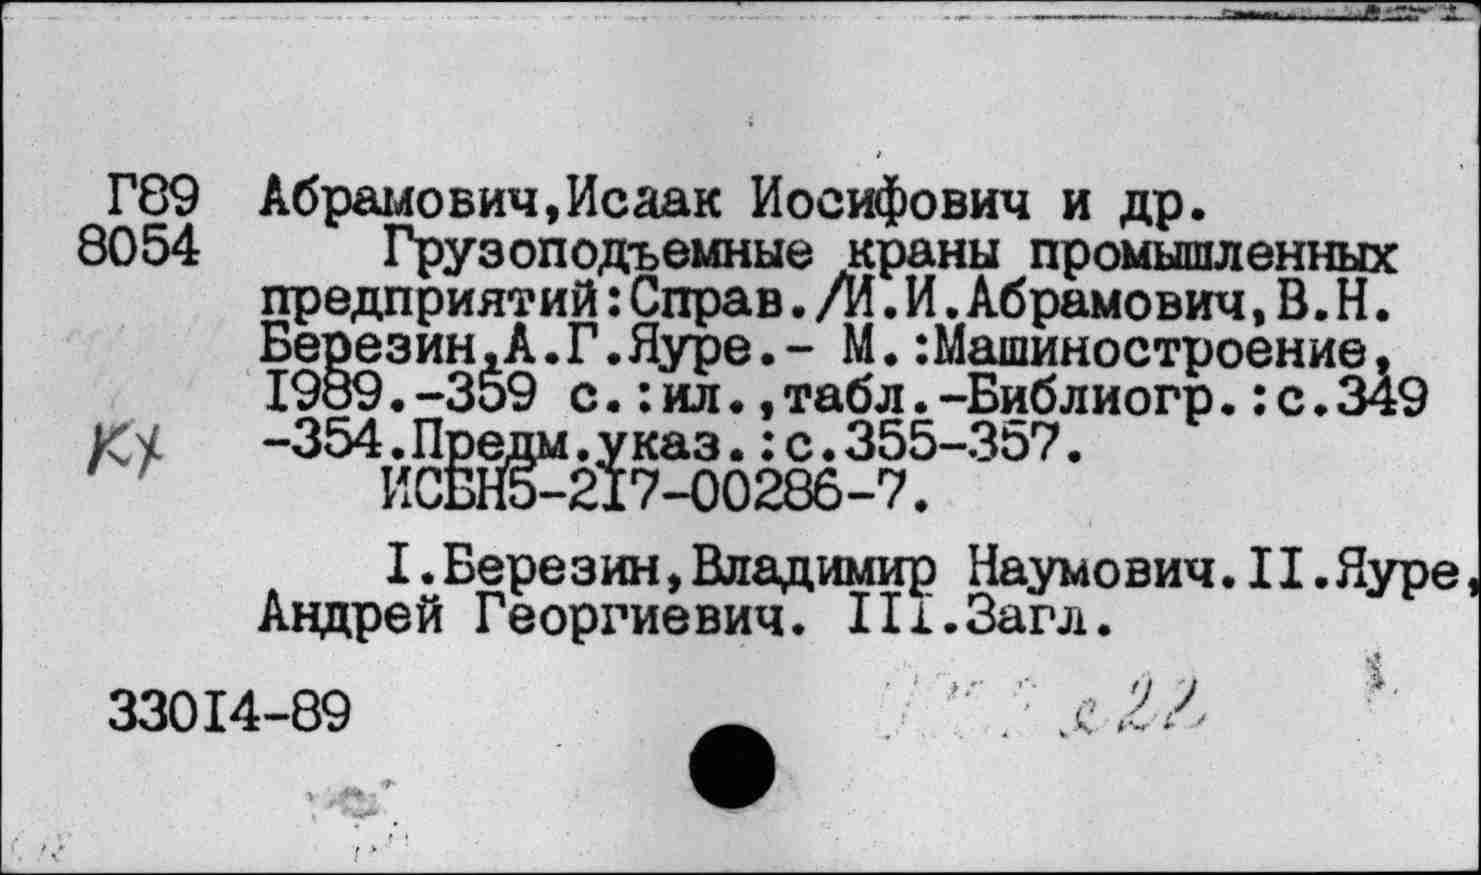 Г89 Абрамович,Исаак Иосифович и др.
8054 Грузоподъемные краны промышленных
предприятий:Справ./И.И.Абрамович,В.Н.
Березин,А.Г.Яуре.- М.:Машиностроение,
1989.-359 с.:ил.,табл.-Библиогр.:с.349
-354.Предм.указ.:с.355-357.
ИСБН5-217-00286-7.
I.Березин,Владимир Наумович.II.Яуре,
Андрей Георгиевич. III.Загл.
33014-89